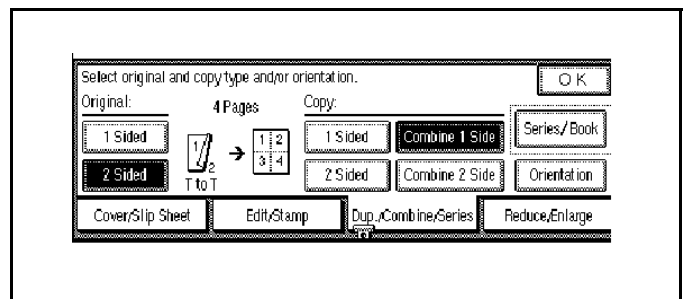 Select original and copy type and/or orientation.
O K
Original:
4 Pages
Copy:
1 Sided
1 Sided
Combine 1 Side
Series/Book
1 2
1 2
3 4
2 Sided
T to T
2 Sided
Combine 2 Side
Orientation
Cover/Slip Sheet
Edit/Stamp
Dup./Combine/Series
Reduce/Enlarge